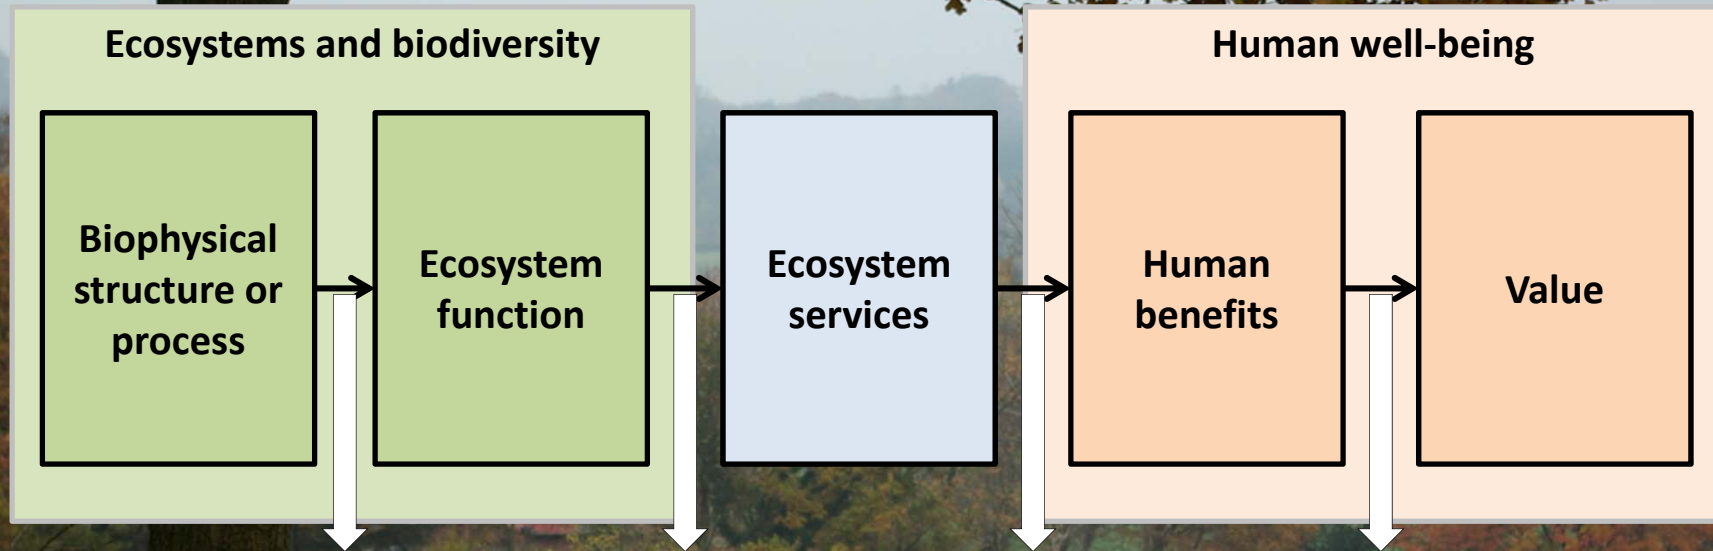 Ecosystems and biodiversity
Human well-being
Biophysical
structure or
process
Ecosystem
function
Ecosystem
services
Human
benefits
Value